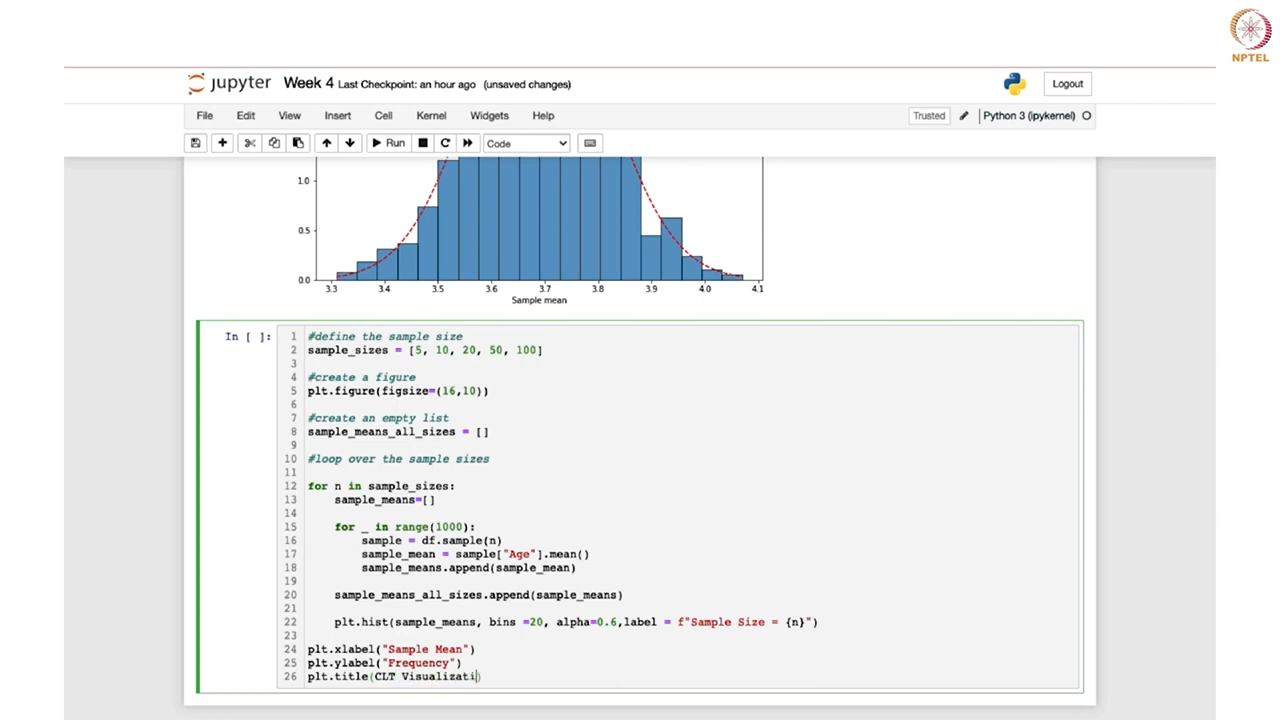 NPTEL
jupyter Week 4 Last Checkpoint: an hour ago (unsaved changes)
Logout
File Edit View Insert Cell Kernel Widgets Help
Trusted Python 3 (ipykernel)
Run Code
1.0
0.5
0.0
3.3 3.4 3.5 3.6 3.7 3.8 3.9 4.0 4.1
Sample mean
In [ ]:
1 #define the sample size
2 sample_sizes = [5, 10, 20, 50, 100]
3
4 #create a figure
5 plt.figure(figsize=(16,10))
6
7 #create an empty list
8 sample_means_all_sizes = []
9
10 #loop over the sample sizes
11
12 for n in sample_sizes:
13     sample_means=[]
14
15     for _ in range(1000):
16         sample = df.sample(n)
17         sample_mean = sample["Age"].mean()
18         sample_means.append(sample_mean)
19
20     sample_means_all_sizes.append(sample_means)
21
22     plt.hist(sample_means, bins =20, alpha=0.6,label = f"Sample Size = {n}")
23
24 plt.xlabel("Sample Mean")
25 plt.ylabel("Frequency")
26 plt.title(CLT Visualizati)